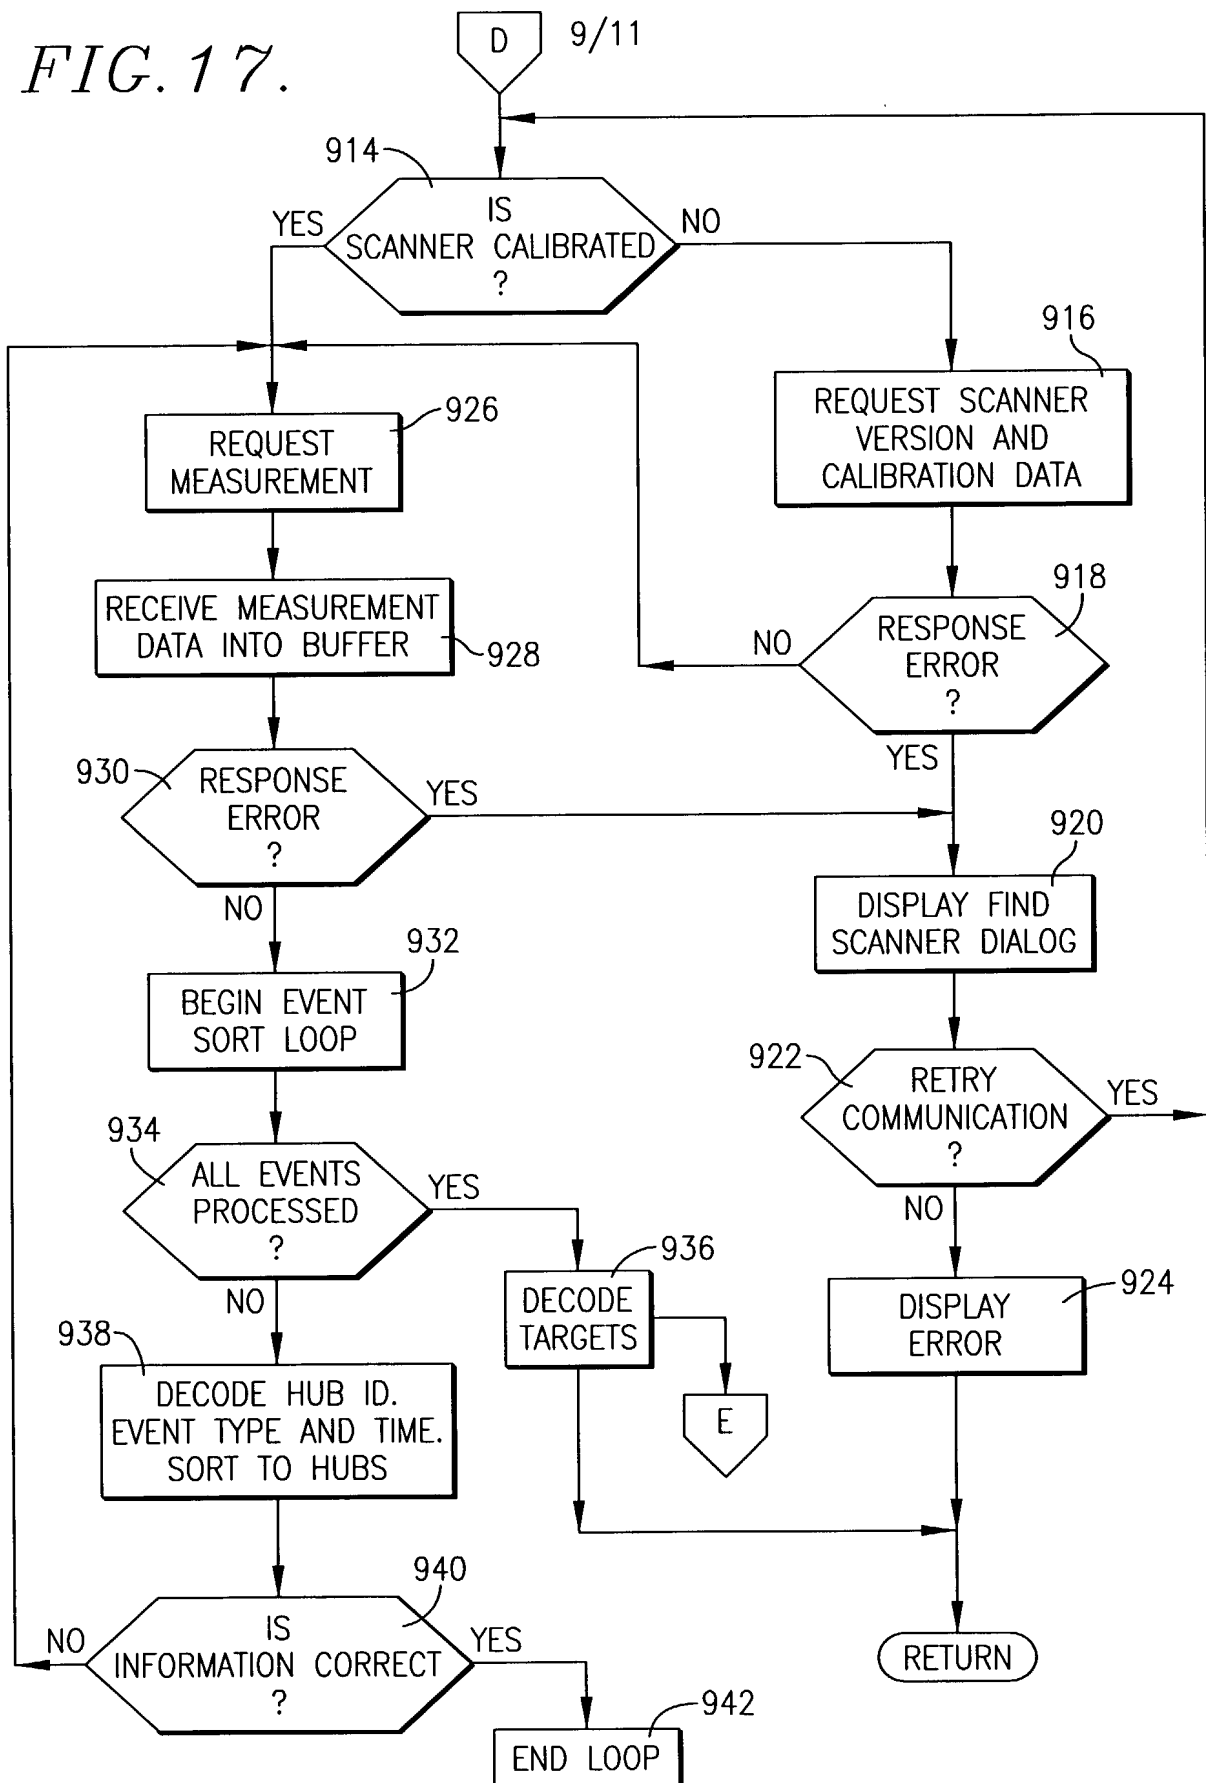 FIG. 17.
D
9/11
914
IS
SCANNER CALIBRATED
?
YES
NO
916
REQUEST SCANNER
VERSION AND
CALIBRATION DATA
926
REQUEST
MEASUREMENT
918
RESPONSE
ERROR
?
NO
YES
RECEIVE MEASUREMENT
DATA INTO BUFFER
928
930
RESPONSE
ERROR
?
YES
NO
920
DISPLAY FIND
SCANNER DIALOG
932
BEGIN EVENT
SORT LOOP
922
RETRY
COMMUNICATION
?
YES
NO
934
ALL EVENTS
PROCESSED
?
YES
NO
936
DECODE
TARGETS
E
924
DISPLAY
ERROR
938
DECODE HUB ID.
EVENT TYPE AND TIME.
SORT TO HUBS
940
IS
INFORMATION CORRECT
?
NO
YES
RETURN
942
END LOOP